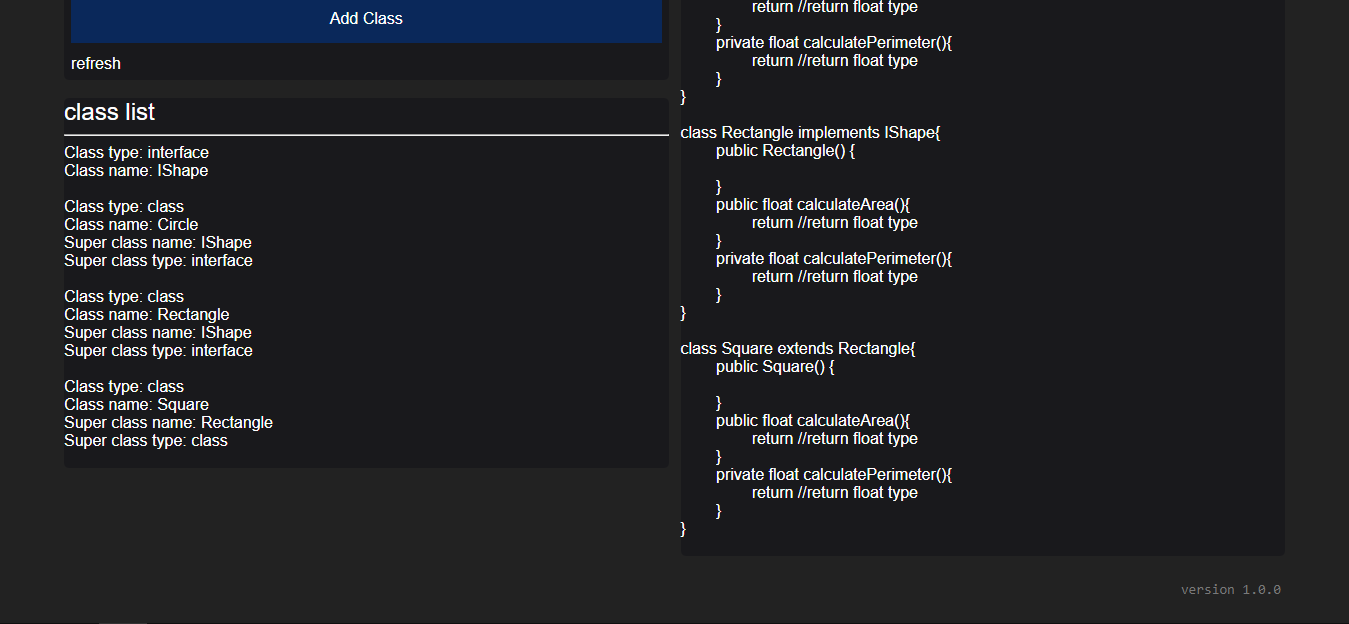 Add Class
refresh
class list
Class type: interface
Class name: IShape
Class type: class
Class name: Circle
Super class name: IShape
Super class type: interface
Class type: class
Class name: Rectangle
Super class name: IShape
Super class type: interface
Class type: class
Class name: Square
Super class name: Rectangle
Super class type: class
return //return float type
}
private float calculatePerimeter(){
return //return float type
}
}
class Rectangle implements IShape{
public Rectangle() {
}
public float calculateArea(){
return //return float type
}
private float calculatePerimeter(){
return //return float type
}
}
class Square extends Rectangle{
public Square() {
}
public float calculateArea(){
return //return float type
}
private float calculatePerimeter(){
return //return float type
}
}
version 1.0.0